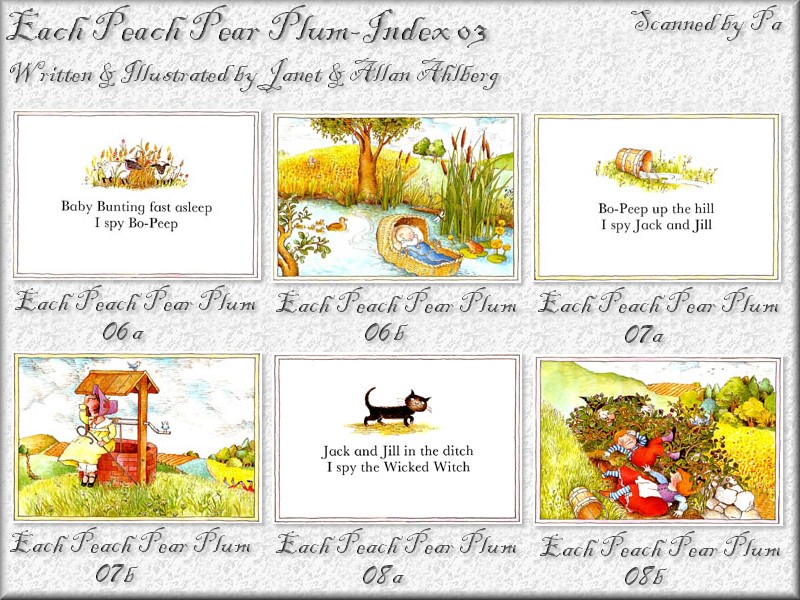 Each Peach Pear Plum-Index 03
Scanned by Pa
Written & Illustrated by Janet & Allan Ahlberg
Baby Bunting fast asleep
I spy Bo-Peep
Bo-Peep up the hill
I spy Jack and Jill
Each Peach Pear Plum
06a
Each Peach Pear Plum
06b
Each Peach Pear Plum
07a
Jack and Jill in the ditch
I spy the Wicked Witch
Each Peach Pear Plum
07b
Each Peach Pear Plum
08a
Each Peach Pear Plum
08b